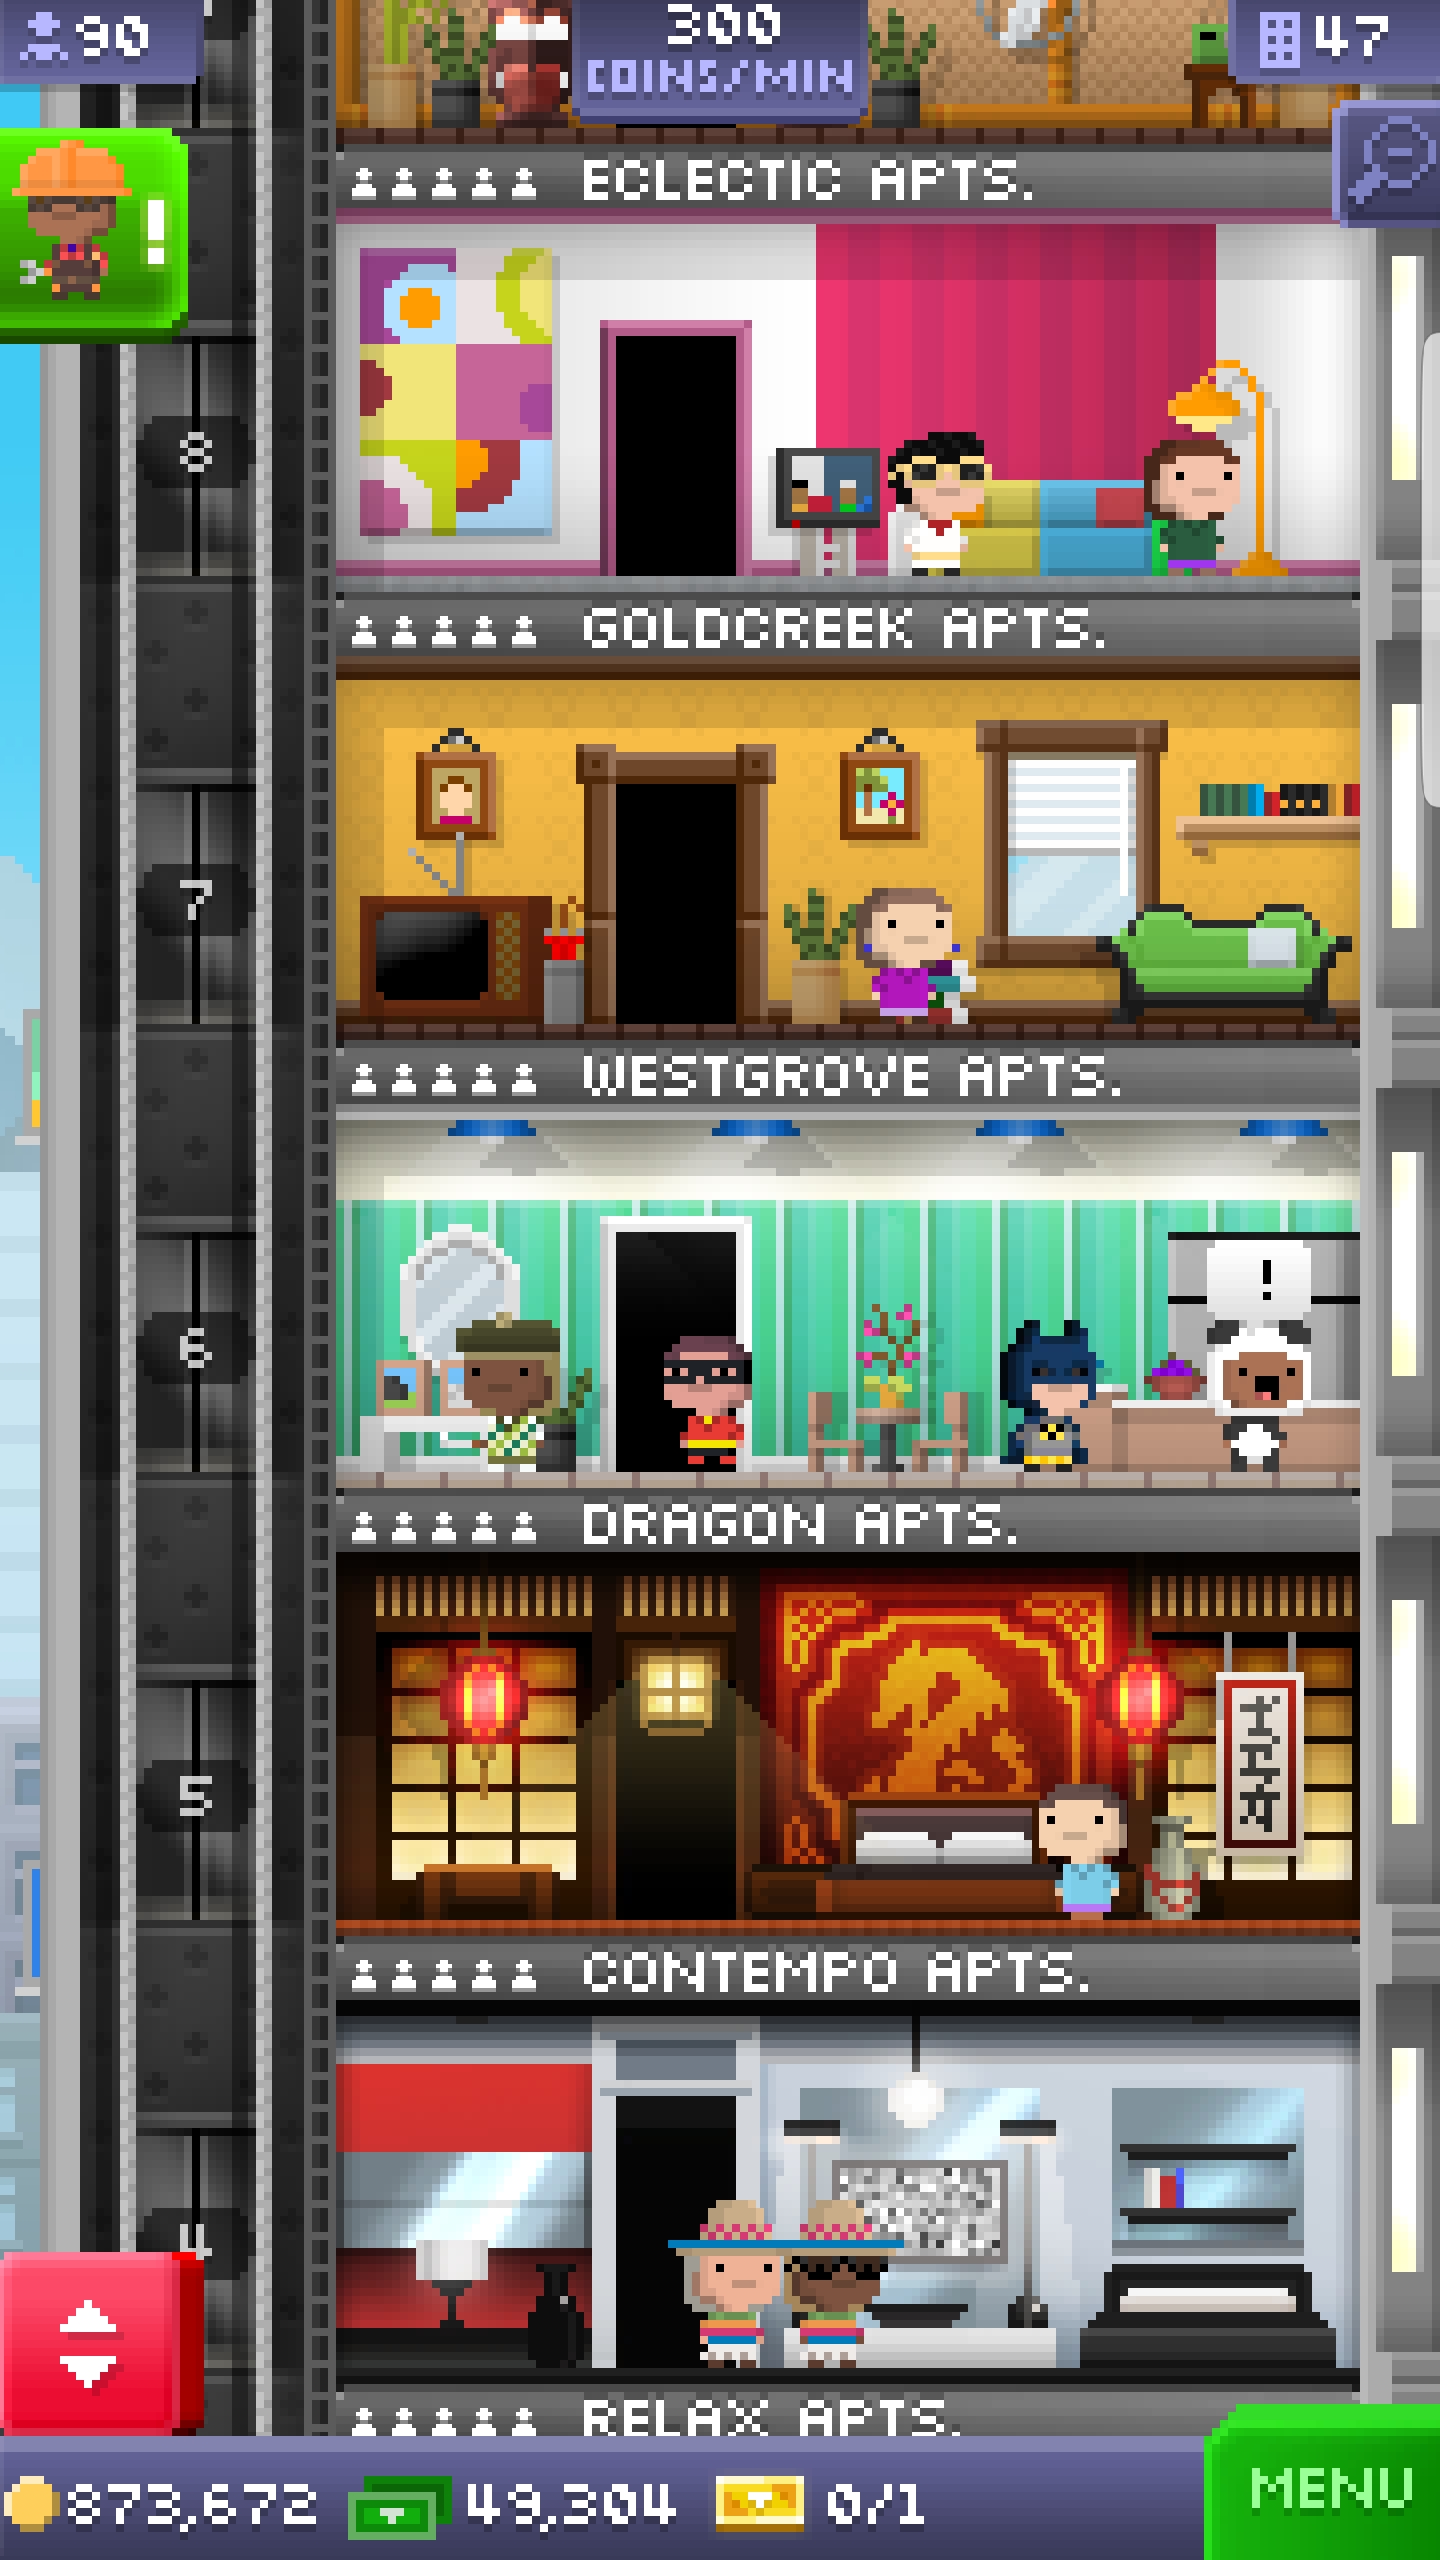 90
300
COINS/MIN
47
!
ECLECTIC APTS.
8
GOLDCREEK APTS.
7
WESTGROVE APTS.
!
6
DRAGON APTS.
5
CONTEMPO APTS.
4
RELAX APTS.
873,672
49,304
0/1
MENU